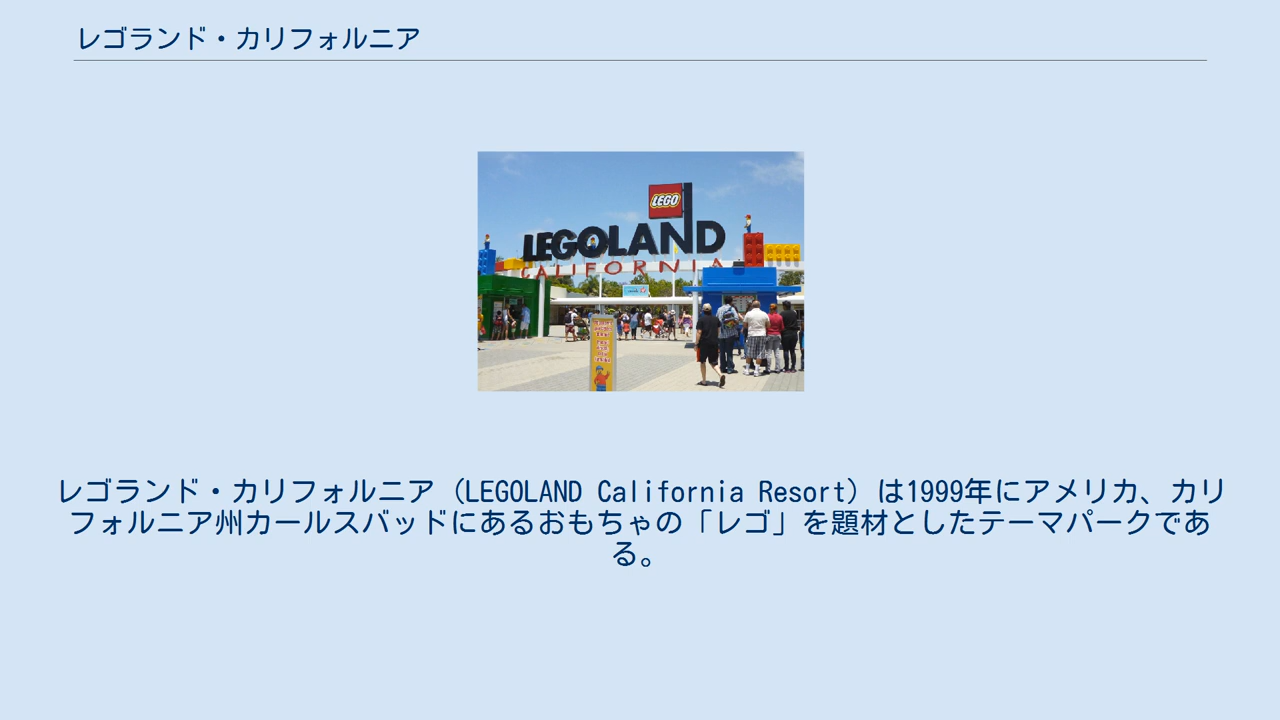 レゴランド・カリフォルニア
LEGO
LEGOLAND
CALIFORNIA
レゴランド・カリフォルニア（LEGOLAND California Resort）は1999年にアメリカ、カリ
フォルニア州カールスバッドにあるおもちゃの「レゴ」を題材としたテーマパークであ
る。